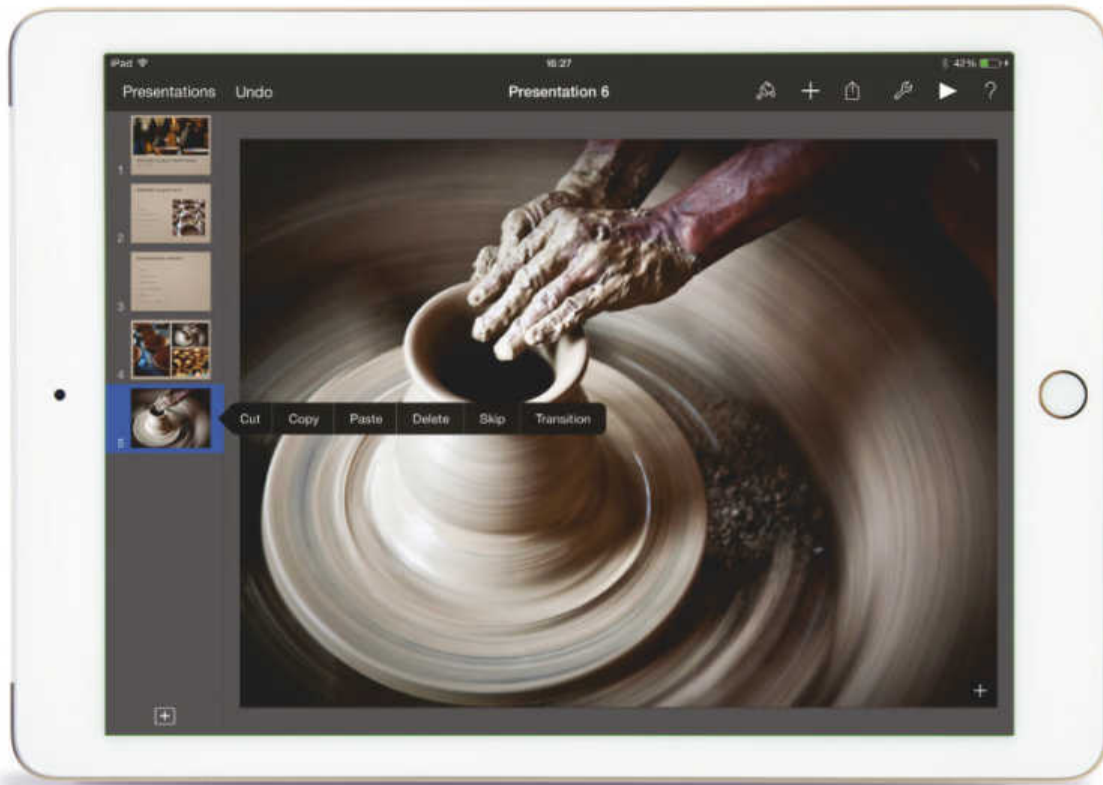 iPad 16:27 42%
Presentations Undo Presentation 6 ?
1
2
3
4
5
Cut Copy Paste Delete Skip Transition